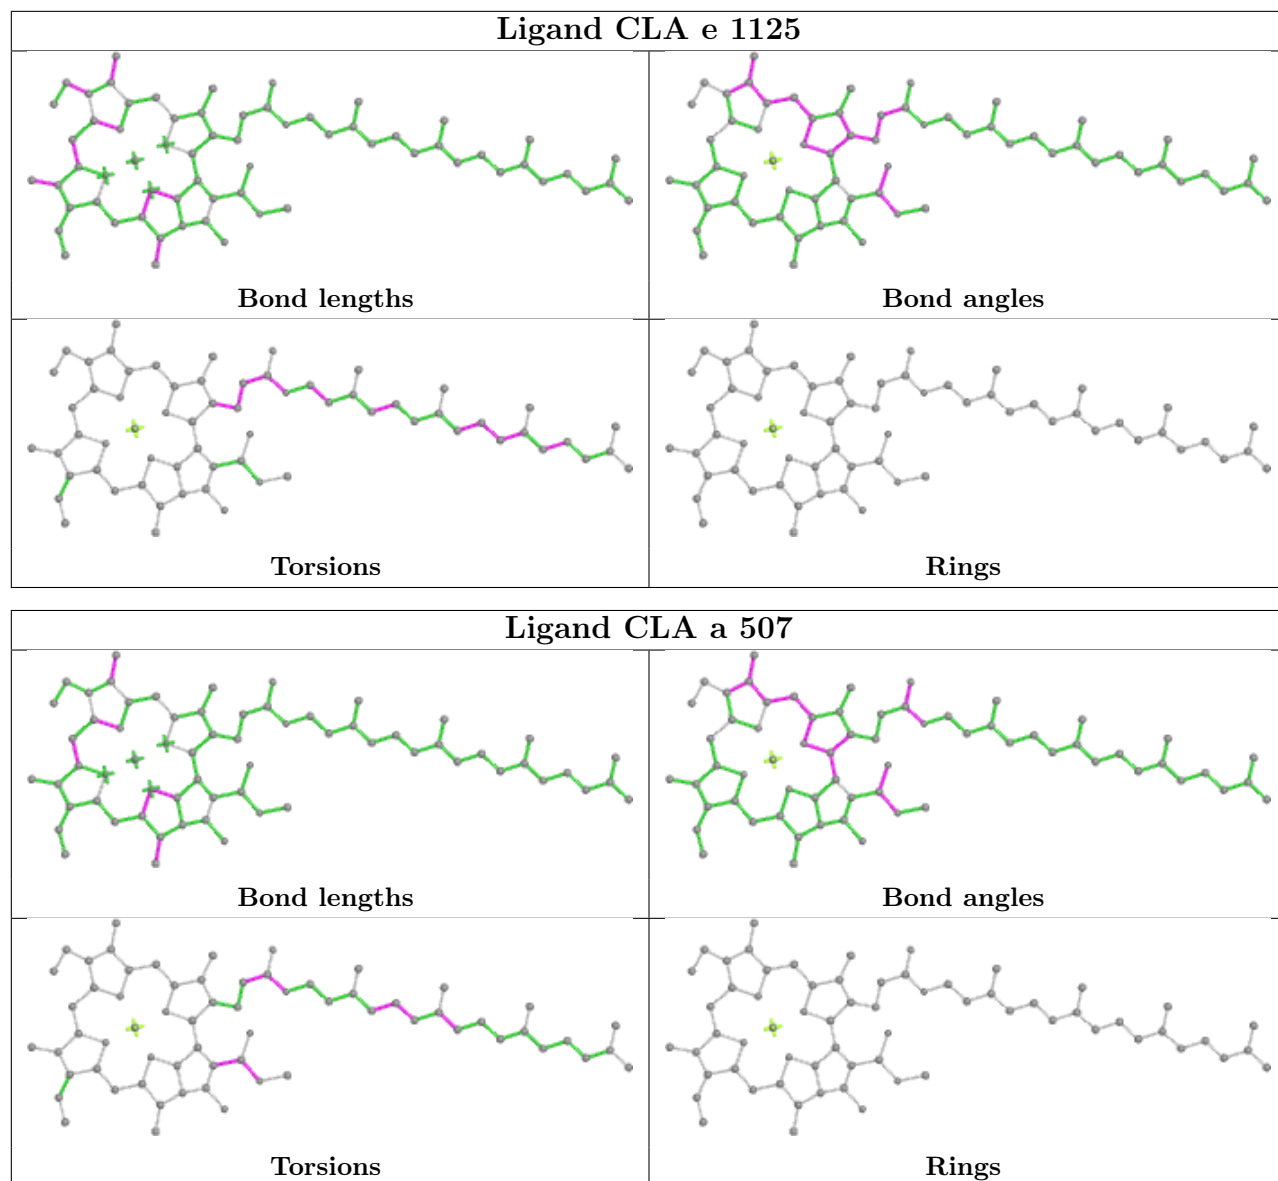 Ligand CLA e 1125
Bond lengths
Bond angles
Torsions
Rings
Ligand CLA a 507
Bond lengths
Bond angles
Torsions
Rings